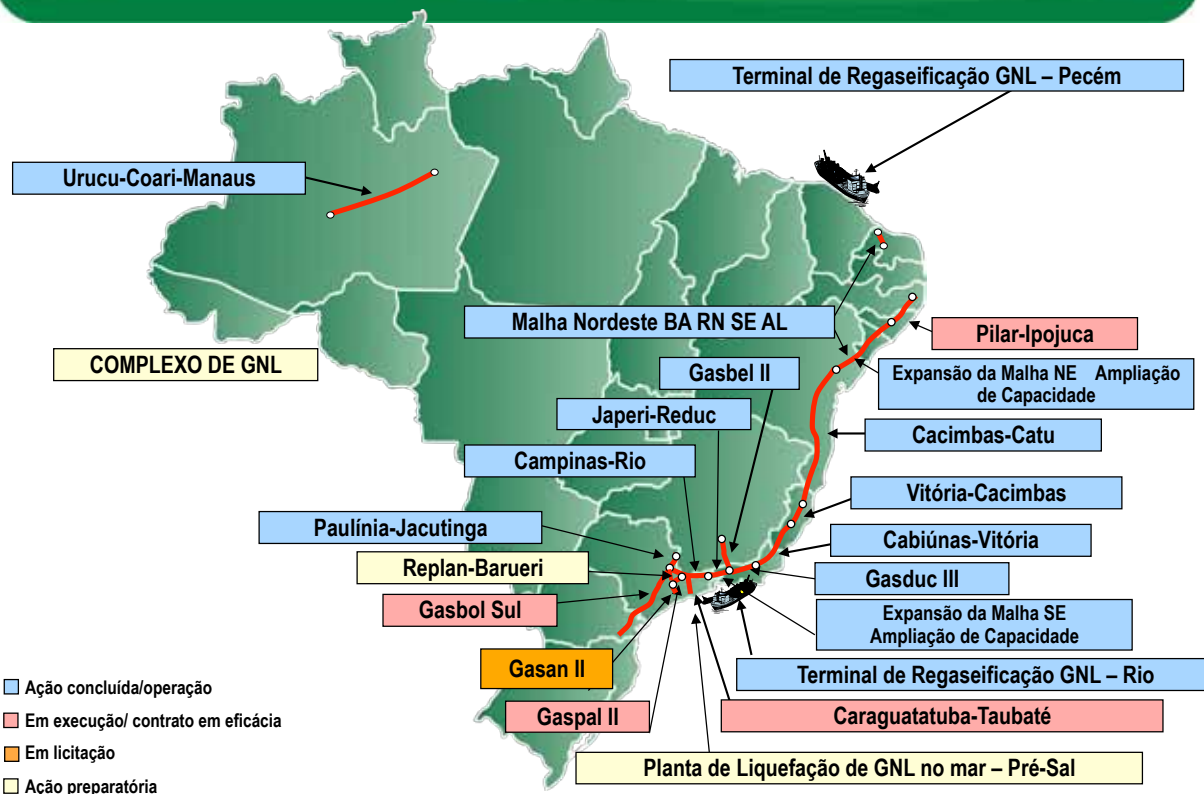 Terminal de Regaseificação GNL – Pecém
Urucu-Coari-Manaus
Malha Nordeste BA RN SE AL
Pilar-Ipojuca
COMPLEXO DE GNL
Gasbel II
Expansão da Malha NE Ampliação
de Capacidade
Japeri-Reduc
Cacimbas-Catu
Campinas-Rio
Vitória-Cacimbas
Paulínia-Jacutinga
Cabiúnas-Vitória
Replan-Barueri
Gasduc III
Gasbol Sul
Expansão da Malha SE
Ampliação de Capacidade
Gasan II
Terminal de Regaseificação GNL – Rio
Gaspal II
Caraguatatuba-Taubaté
Planta de Liquefação de GNL no mar – Pré-Sal
Ação concluída/operação
Em execução/ contrato em eficácia
Em licitação
Ação preparatória